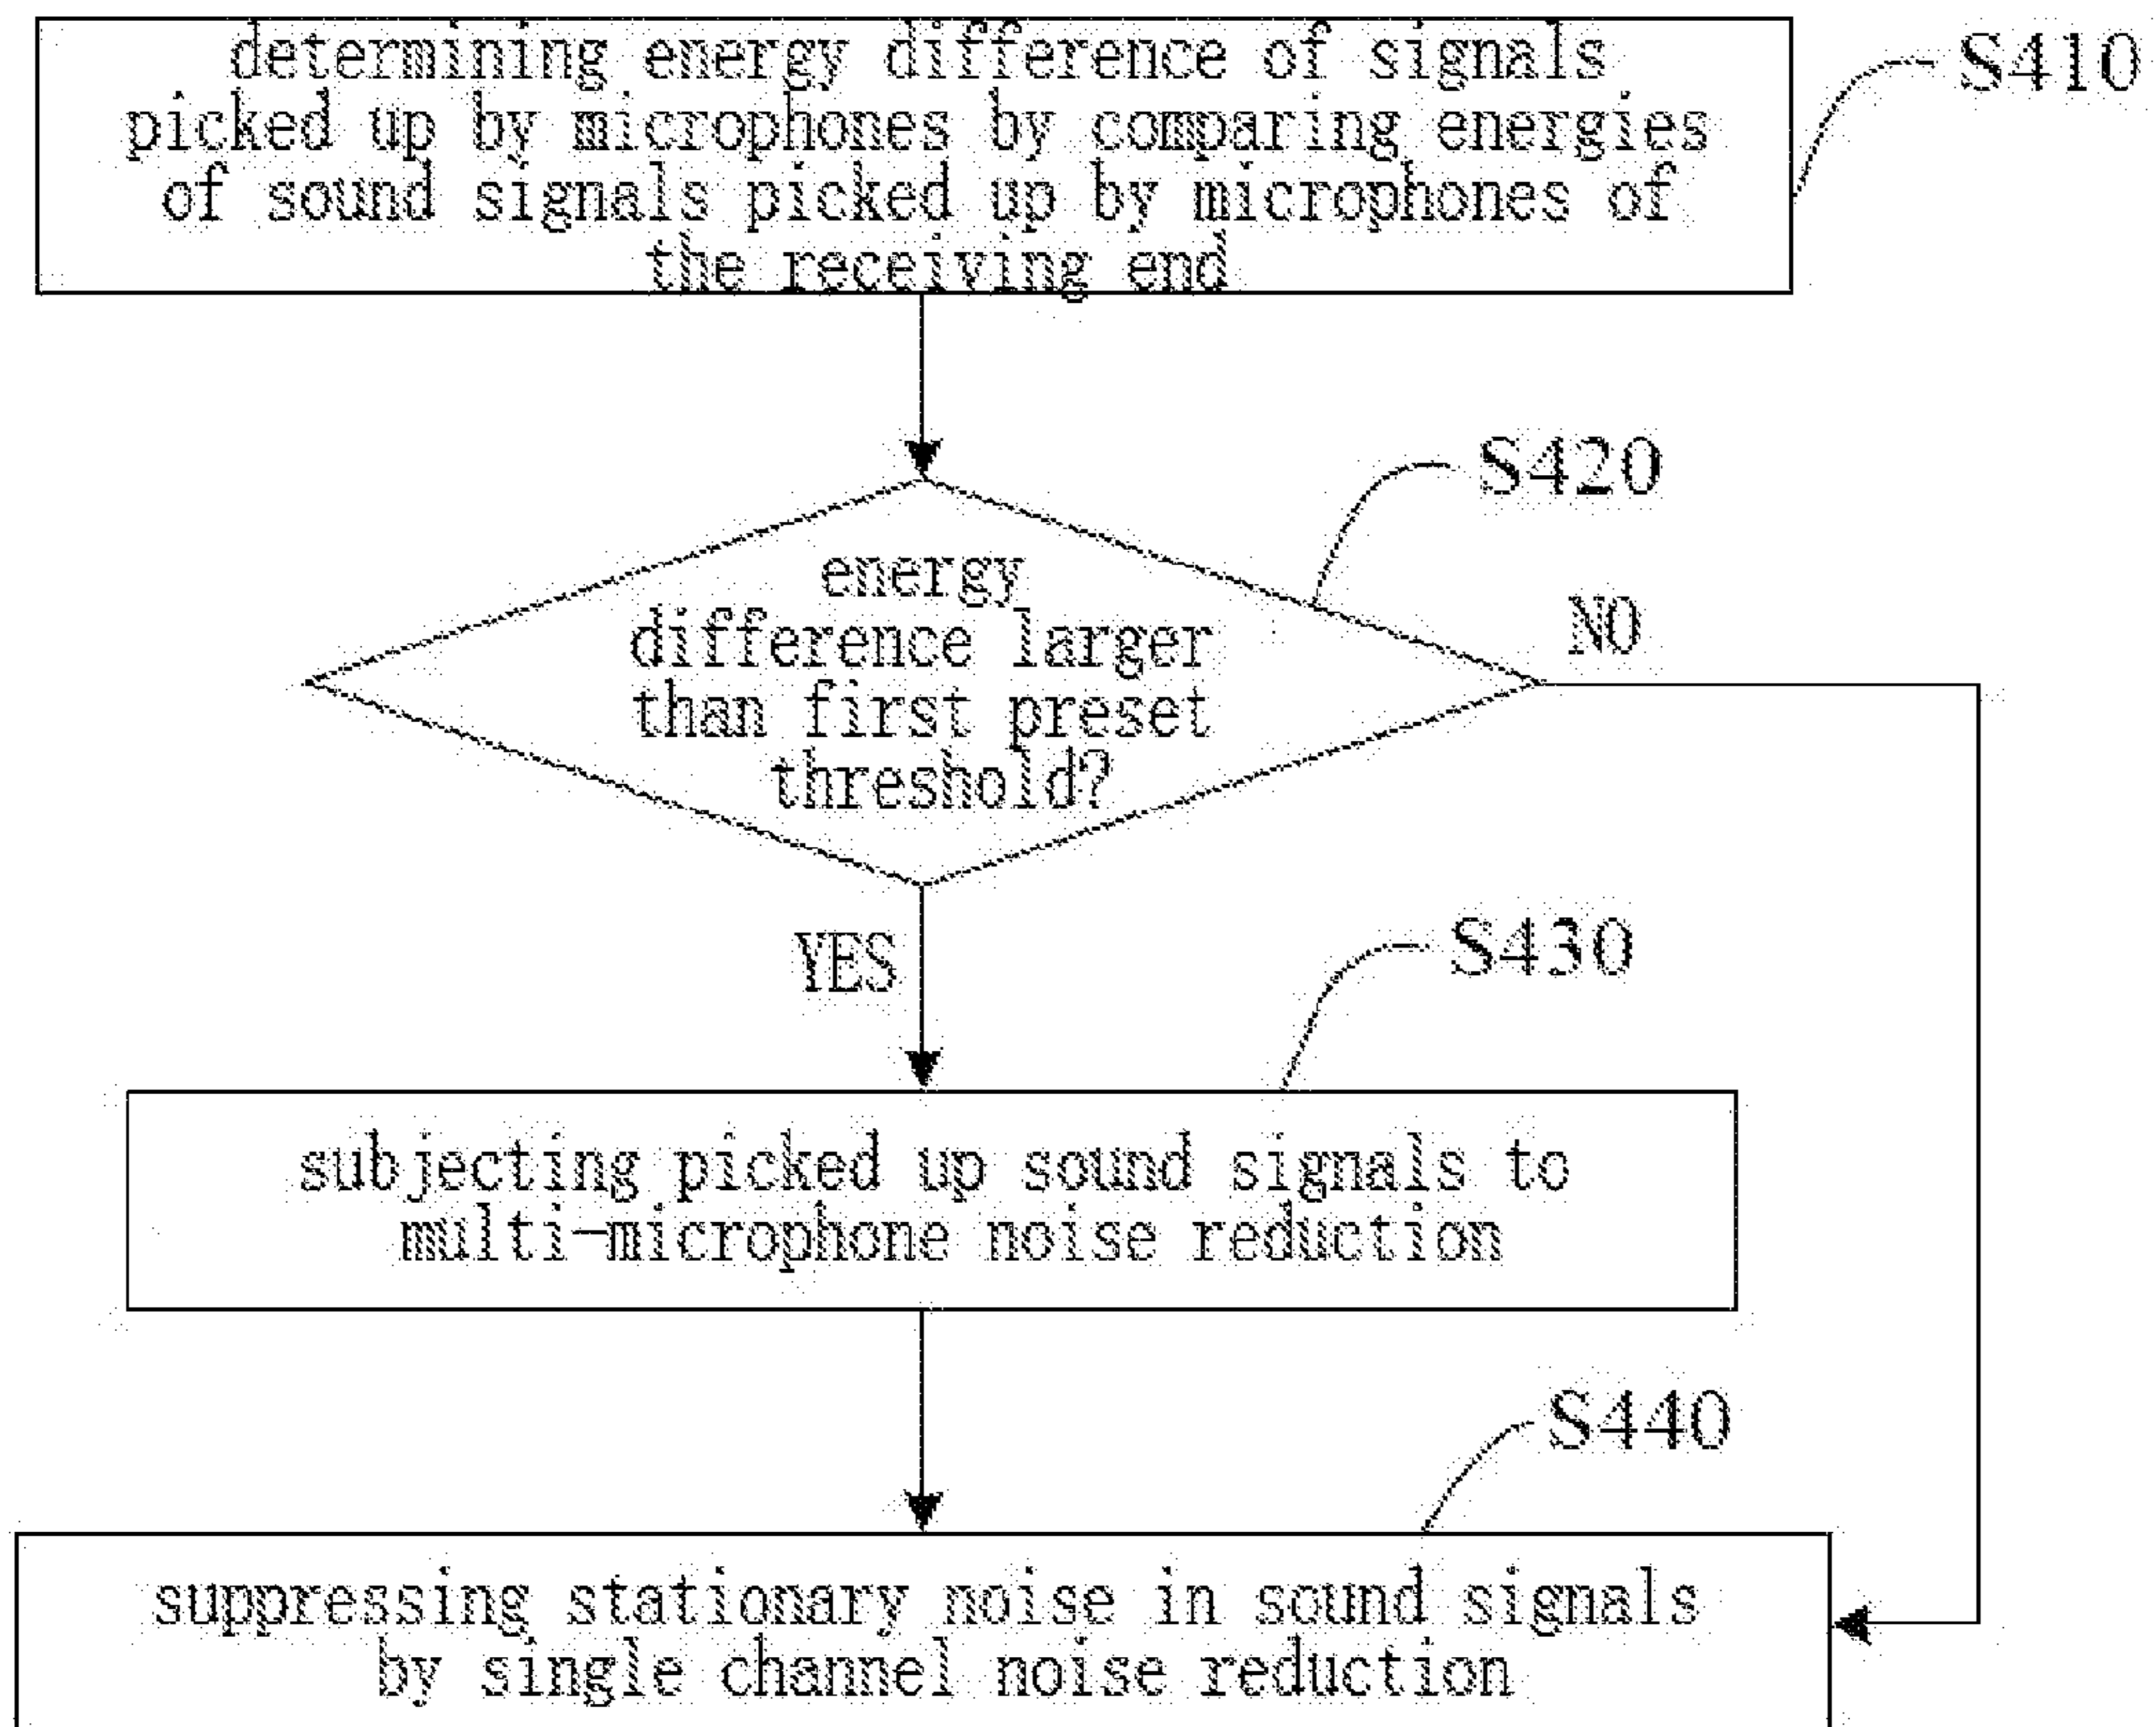 determining energy difference of signals
picked up by microphones by comparing energies
of sound signals picked up by microphones of
the receiving end
S410
S420
energy
difference larger
than first preset
threshold?
NO
YES
S430
subjecting picked up sound signals to
multi-microphone noise reduction
S440
suppressing stationary noise in sound signals
by single channel noise reduction